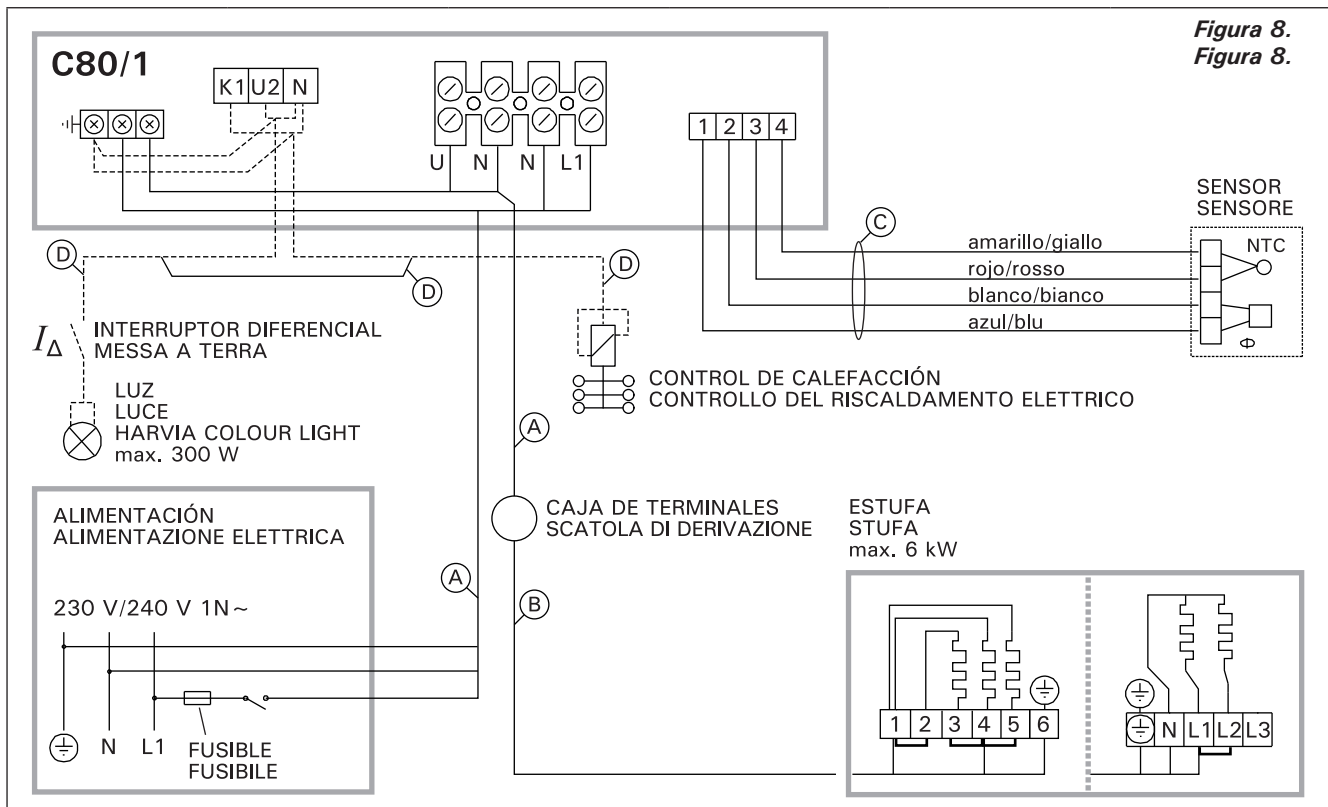 Figura 8.
Figura 8.
C80/1
K1 U2 N
U N N L1
1 2 3 4
SENSOR
SENSORE
C
amarillo/giallo
NTC
rojo/rosso
blanco/bianco
azul/blu
D
D
D
IΔ
INTERRUPTOR DIFERENCIAL
MESSA A TERRA
LUZ
LUCE
HARVIA COLOUR LIGHT
max. 300 W
CONTROL DE CALEFACCIÓN
CONTROLLO DEL RISCALDAMENTO ELETTRICO
A
CAJA DE TERMINALES
SCATOLA DI DERIVAZIONE
A
B
ALIMENTACIÓN
ALIMENTAZIONE ELETTRICA
230 V/240 V 1N~
N L1
FUSIBLE
FUSIBILE
ESTUFA
STUFA
max. 6 kW
1 2 3 4 5 6
N L1 L2 L3